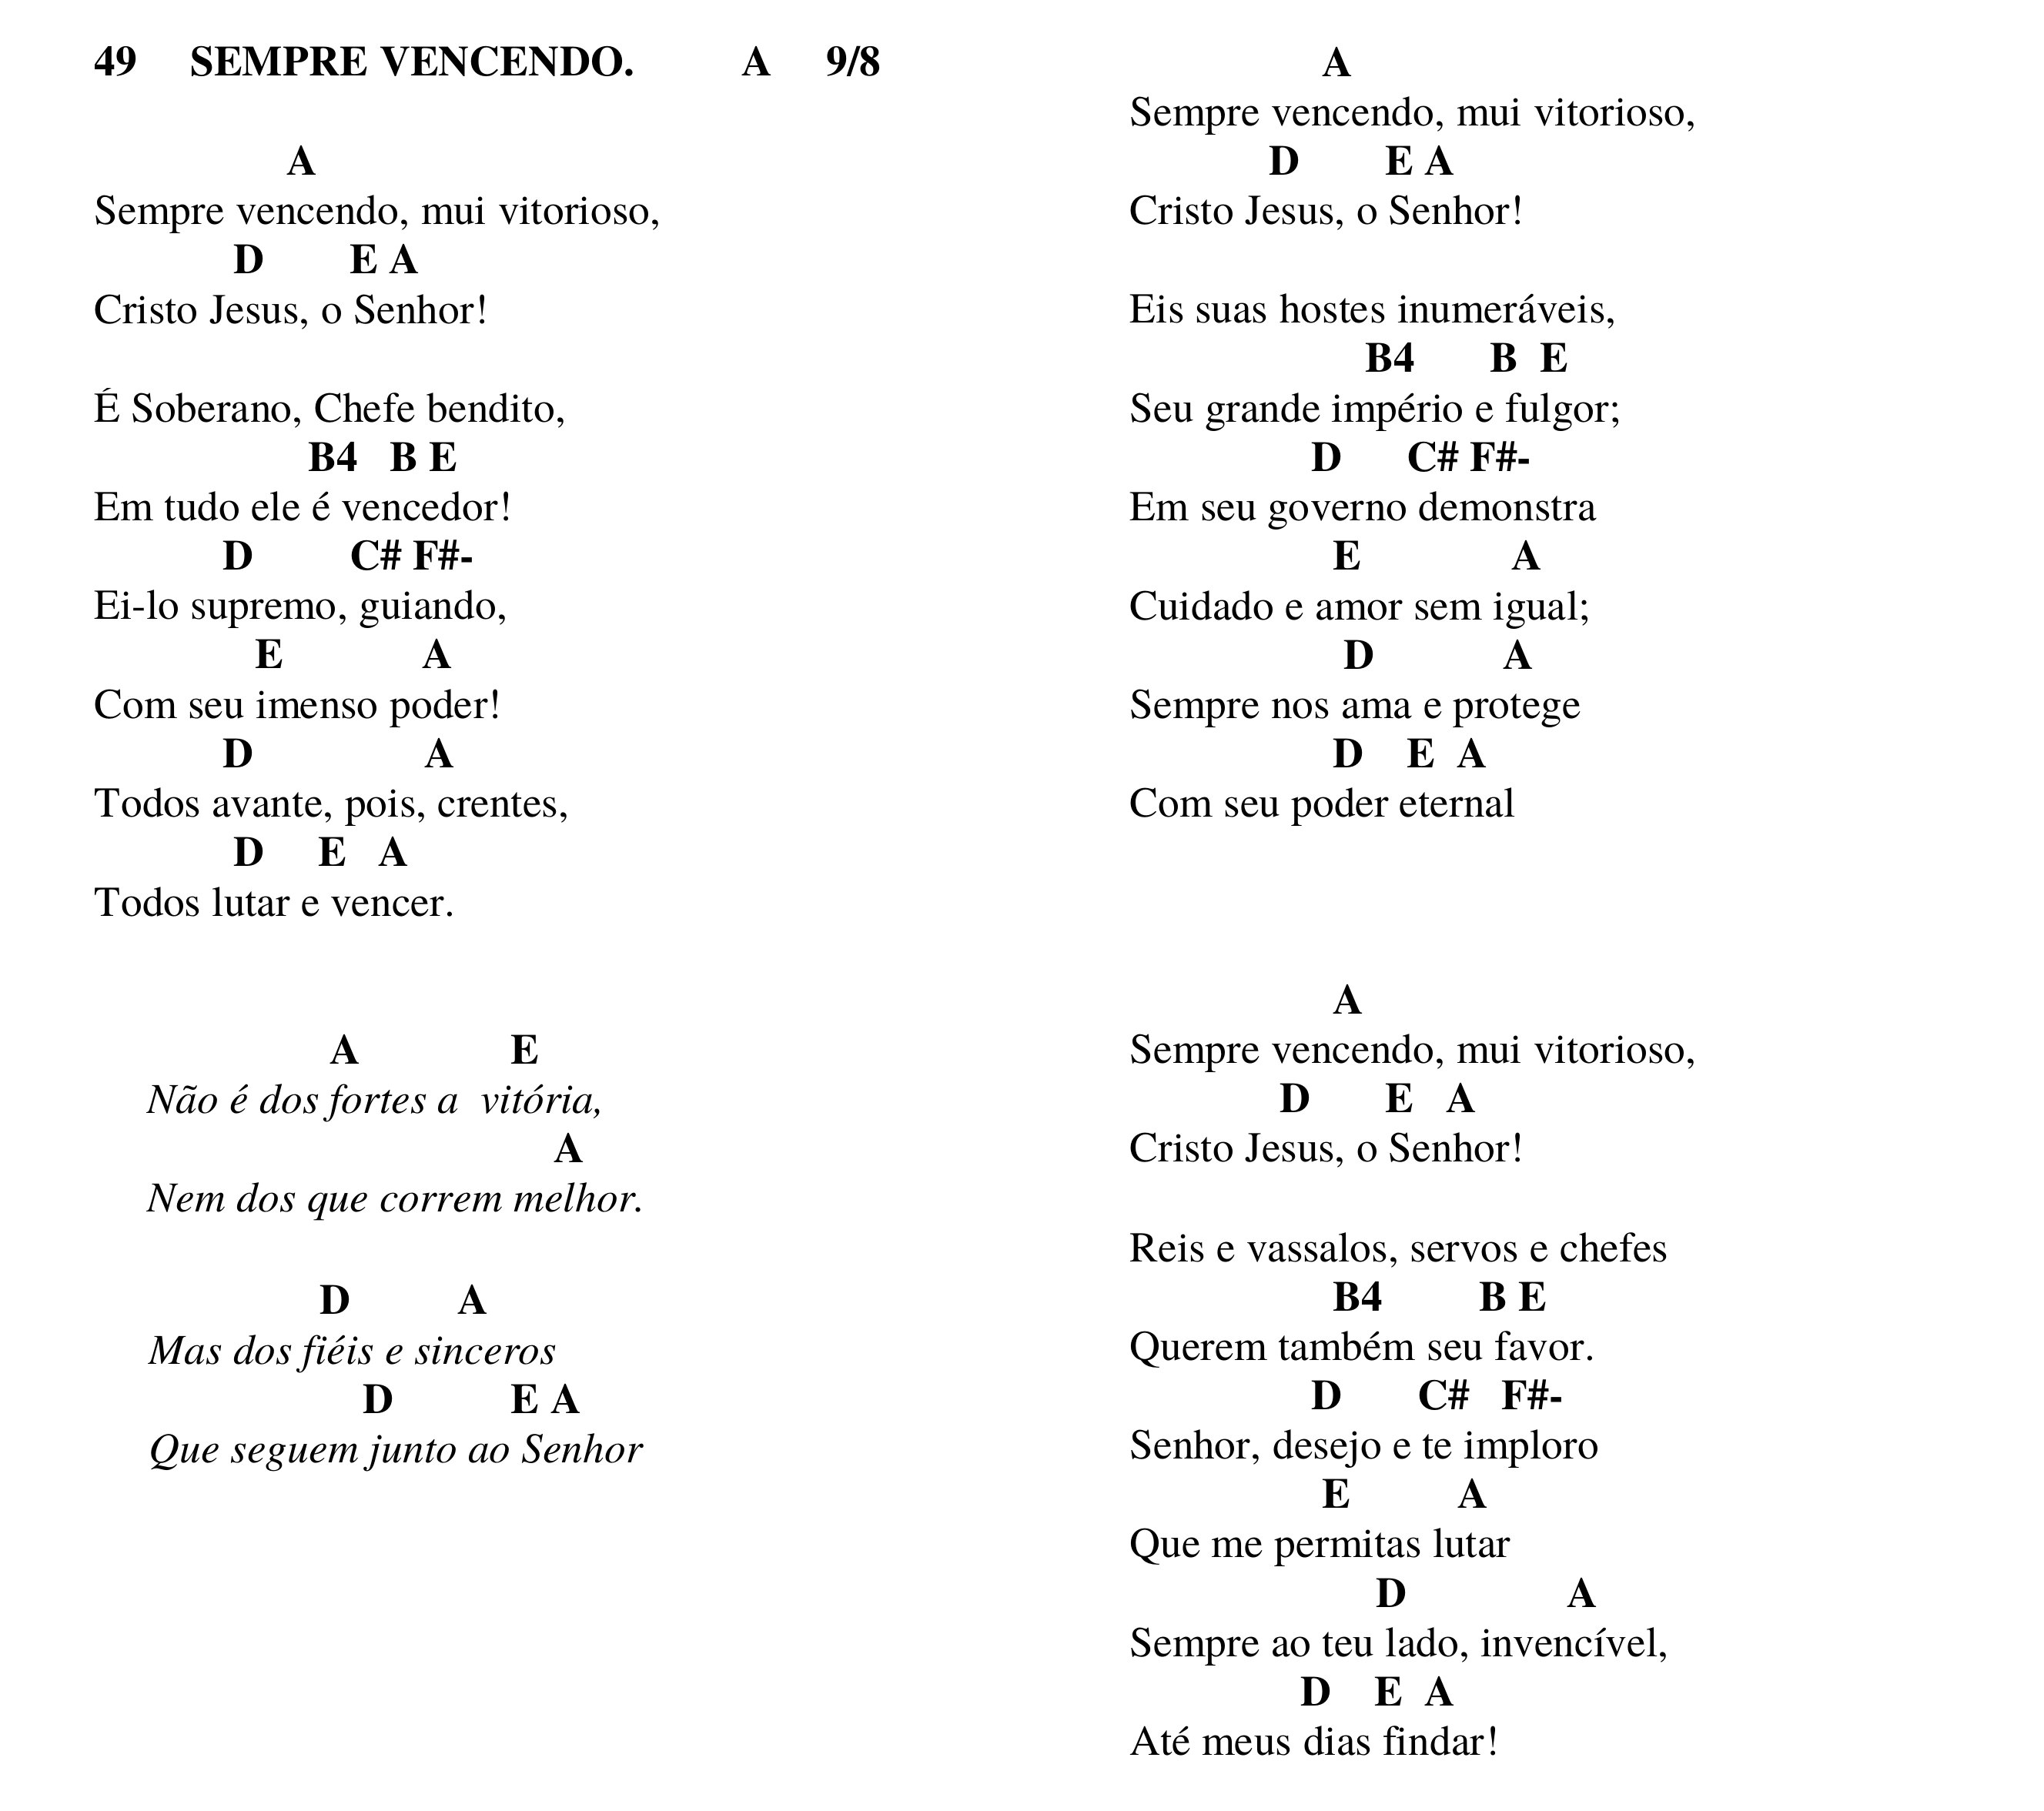 49 SEMPRE VENCENDO. A 9/8
A
Sempre vencendo, mui vitorioso,
D E A
Cristo Jesus, o Senhor!
É Soberano, Chefe bendito,
B4 B E
Em tudo ele é vencedor!
D C# F#-
Ei-lo supremo, guiando,
E A
Com seu imenso poder!
D A
Todos avante, pois, crentes,
D E A
Todos lutar e vencer.
A E
Não é dos fortes a vitória,
A
Nem dos que correm melhor.
D A
Mas dos fiéis e sinceros
D E A
Que seguem junto ao Senhor
A
Sempre vencendo, mui vitorioso,
D E A
Cristo Jesus, o Senhor!
Eis suas hostes inumeráveis,
B4 B E
Seu grande império e fulgor;
D C# F#-
Em seu governo demonstra
E A
Cuidado e amor sem igual;
D A
Sempre nos ama e protege
D E A
Com seu poder eternal
A
Sempre vencendo, mui vitorioso,
D E A
Cristo Jesus, o Senhor!
Reis e vassalos, servos e chefes
B4 B E
Querem também seu favor.
D C# F#-
Senhor, desejo e te imploro
E A
Que me permitas lutar
D A
Sempre ao teu lado, invencível,
D E A
Até meus dias findar!